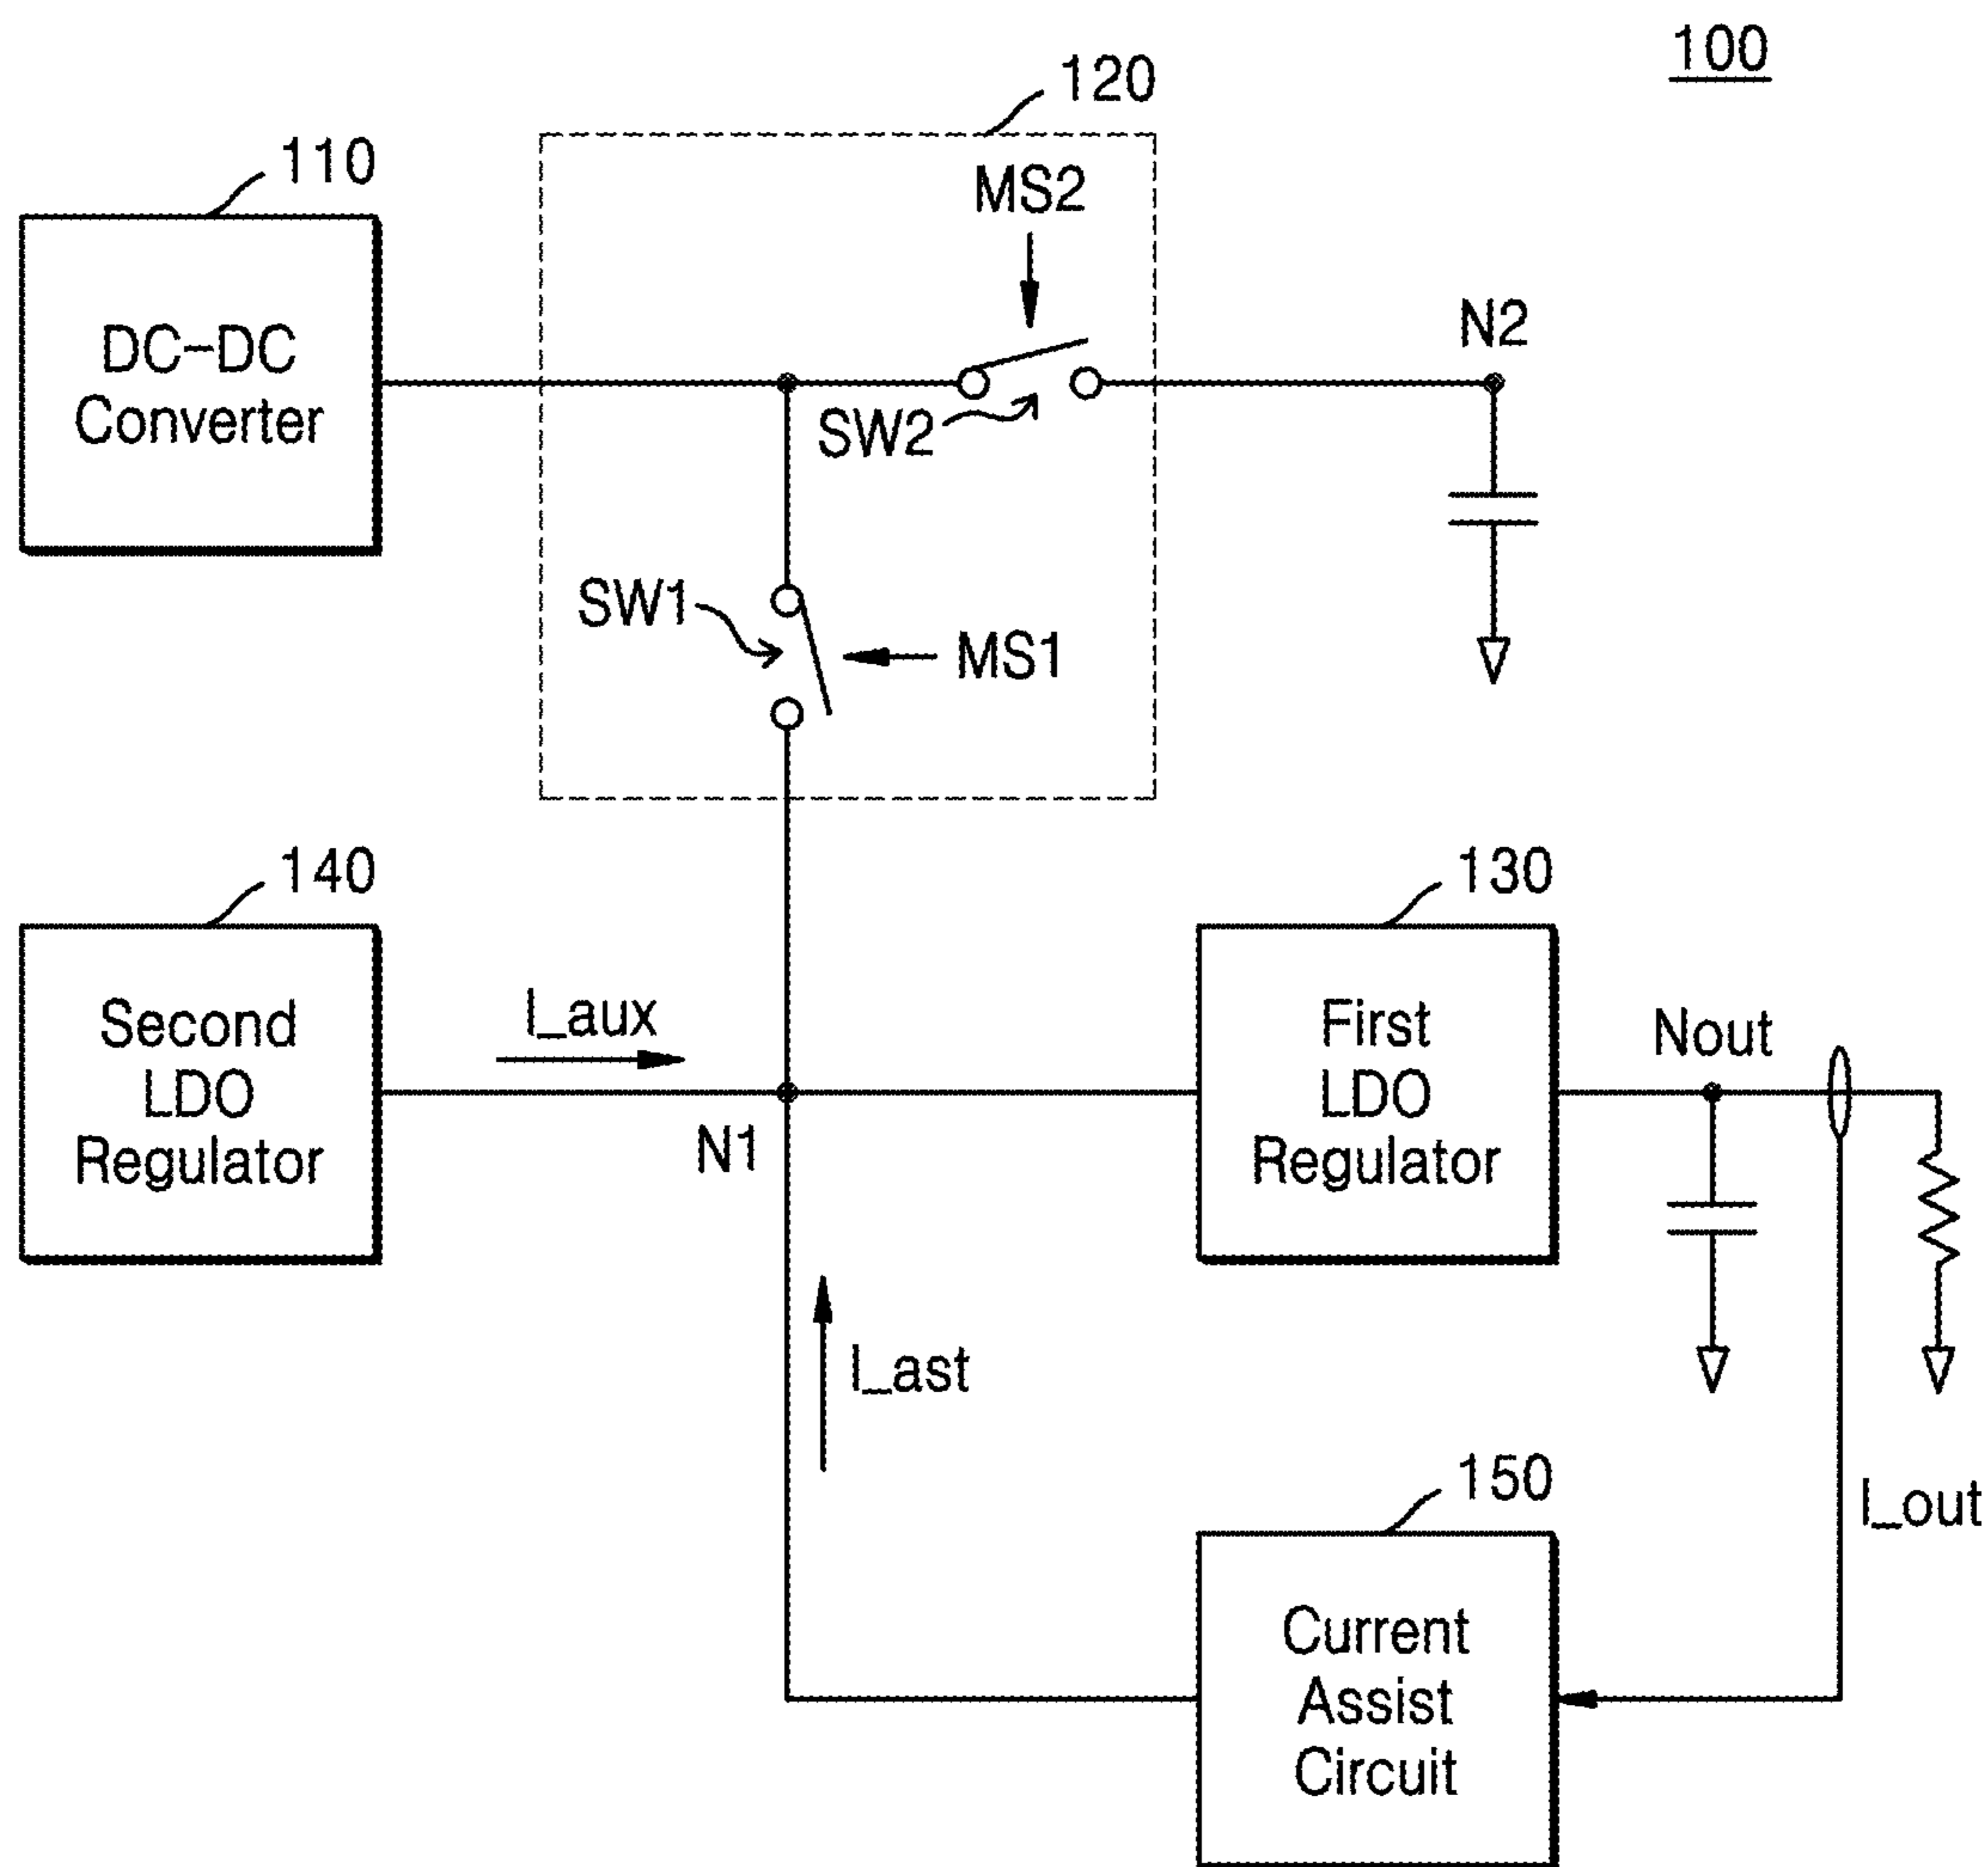 100
120
110
MS2
DC-DC
Converter
N2
SW2
SW1
MS1
140
130
Second
LDO
Regulator
I_aux
First
LDO
Regulator
Nout
N1
I_ast
150
I_out
Current
Assist
Circuit